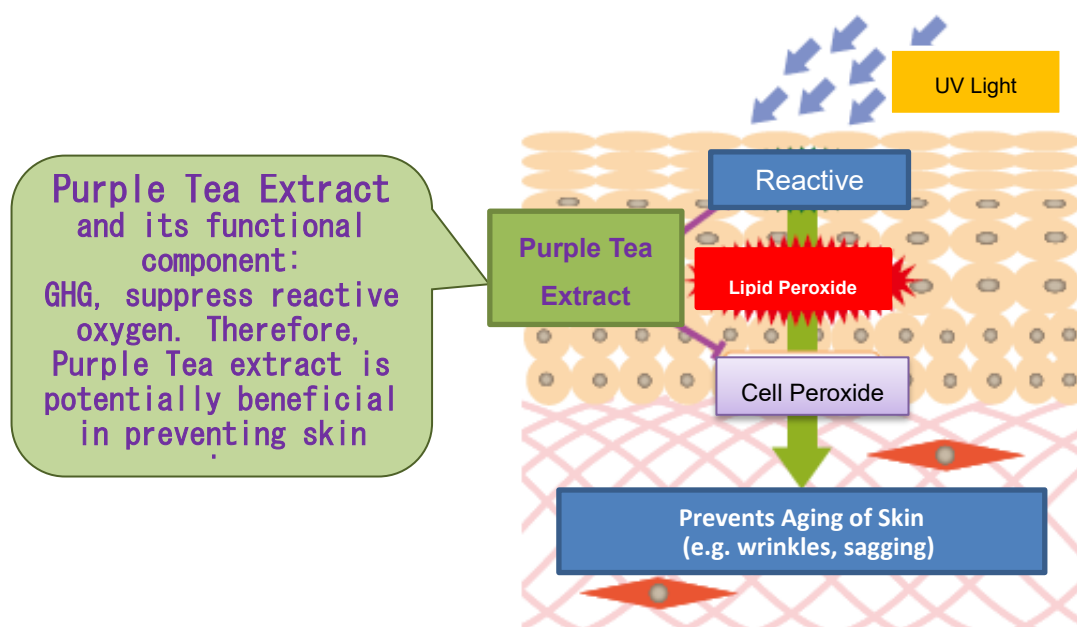 UV Light
Reactive
Purple Tea Extract
and its functional
component:
GHG, suppress reactive
oxygen. Therefore,
Purple Tea extract is
potentially beneficial
in preventing skin
Purple Tea
Extract
Lipid Peroxide
Cell Peroxide
Prevents Aging of Skin
(e.g. wrinkles, sagging)